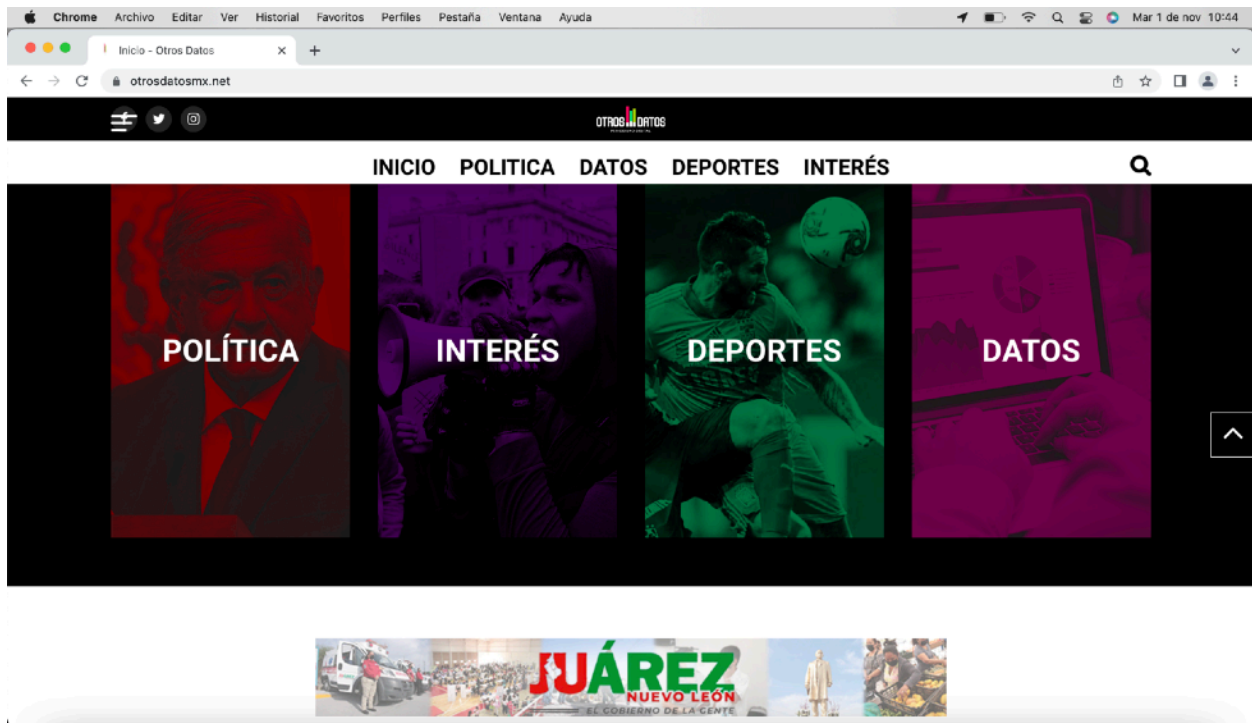 Chrome Archivo Editar Ver Historial Favoritos Perfiles Pestaña Ventana Ayuda Mar 1 de nov 10:44
Inicio - Otros Datos
otrosdatosmx.net
OTROS DATOS
INICIO POLITICA DATOS DEPORTES INTERÉS
POLÍTICA INTERÉS DEPORTES DATOS
JUÁREZ
NUEVO LEÓN
EL GOBIERNO DE LA GENTE